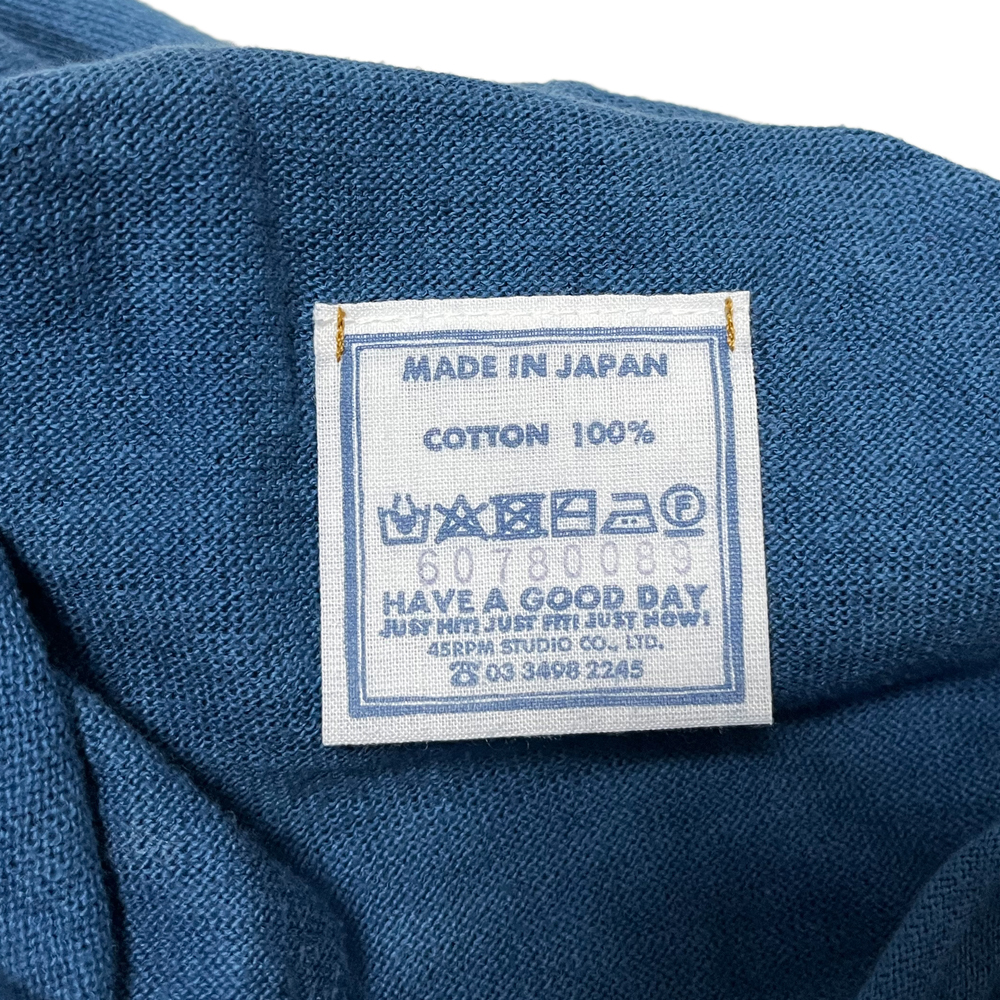 MADE IN JAPAN
COTTON 100%
F
60780089
HAVE A GOOD DAY
JUST HIT! JUST FIT! JUST NOW!
45RPM STUDIO CO., LTD.
☎ 03 3498 2245